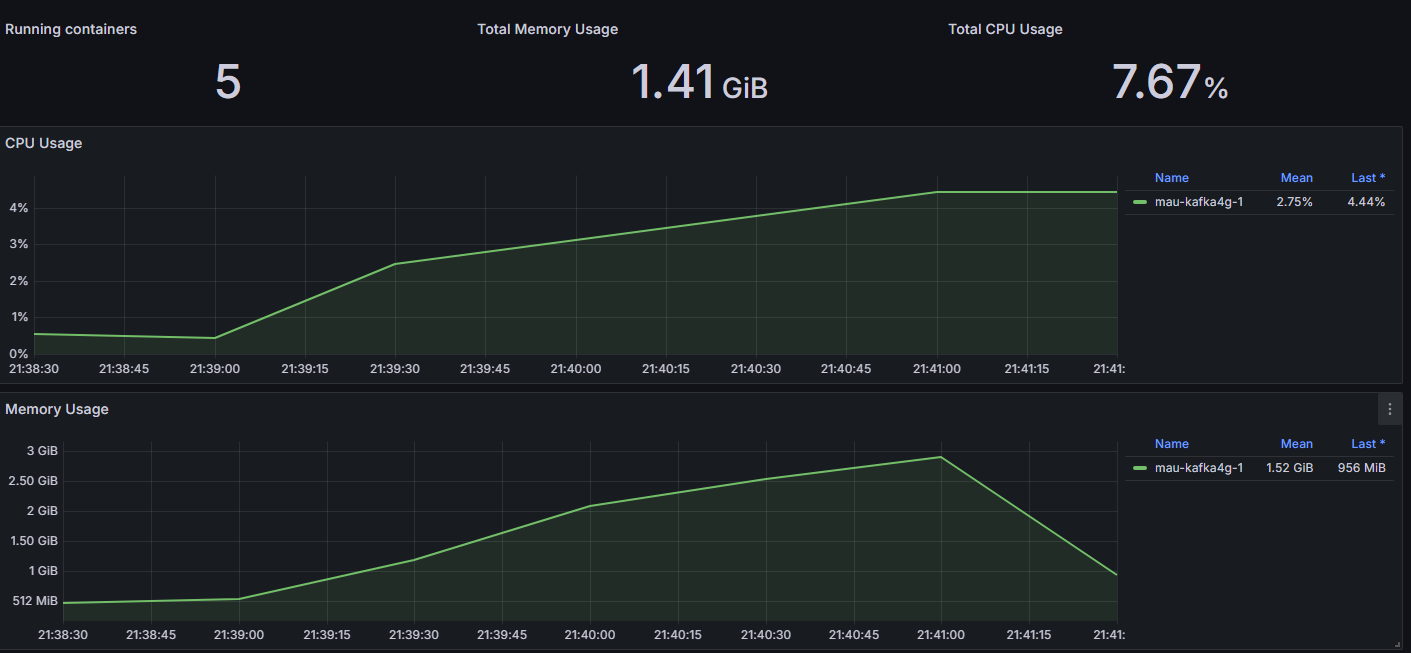 Running containers
Total Memory Usage
Total CPU Usage
5
1.41 GiB
7.67%
CPU Usage
Name Mean Last *
mau-kafka4g-1 2.75% 4.44%
4%
3%
2%
1%
0%
21:38:30 21:38:45 21:39:00 21:39:15 21:39:30 21:39:45 21:40:00 21:40:15 21:40:30 21:40:45 21:41:00 21:41:15 21:41:
Memory Usage
Name Mean Last *
mau-kafka4g-1 1.52 GiB 956 MiB
3 GiB
2.50 GiB
2 GiB
1.50 GiB
1 GiB
512 MiB
21:38:30 21:38:45 21:39:00 21:39:15 21:39:30 21:39:45 21:40:00 21:40:15 21:40:30 21:40:45 21:41:00 21:41:15 21:41: